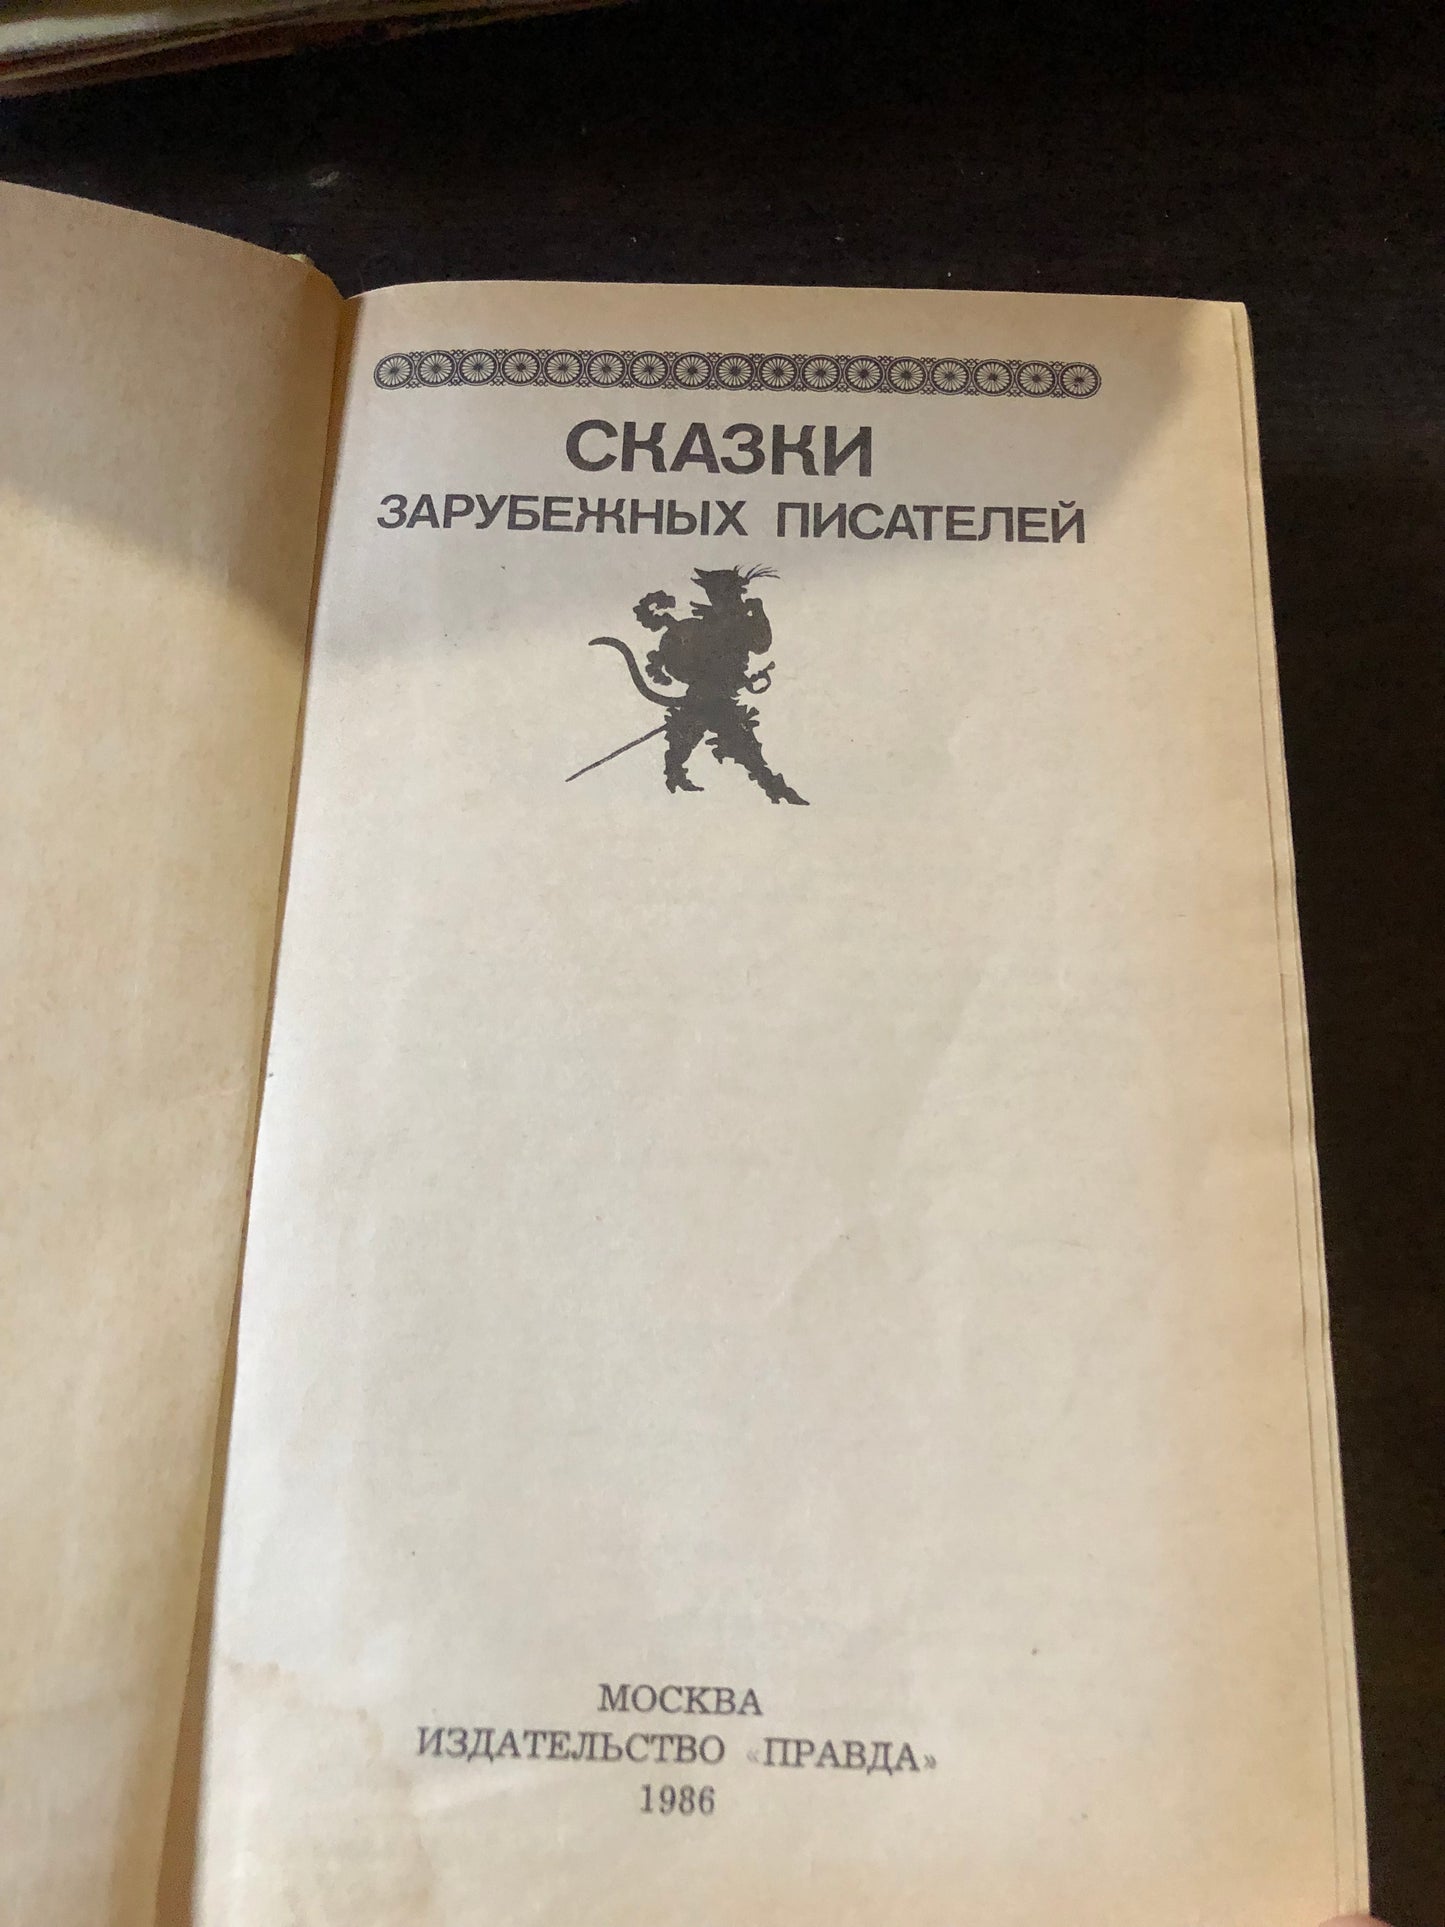 СКАЗКИ
ЗАРУБЕЖНЫХ ПИСАТЕЛЕЙ
МОСКВА
ИЗДАТЕЛЬСТВО «ПРАВДА»
1986